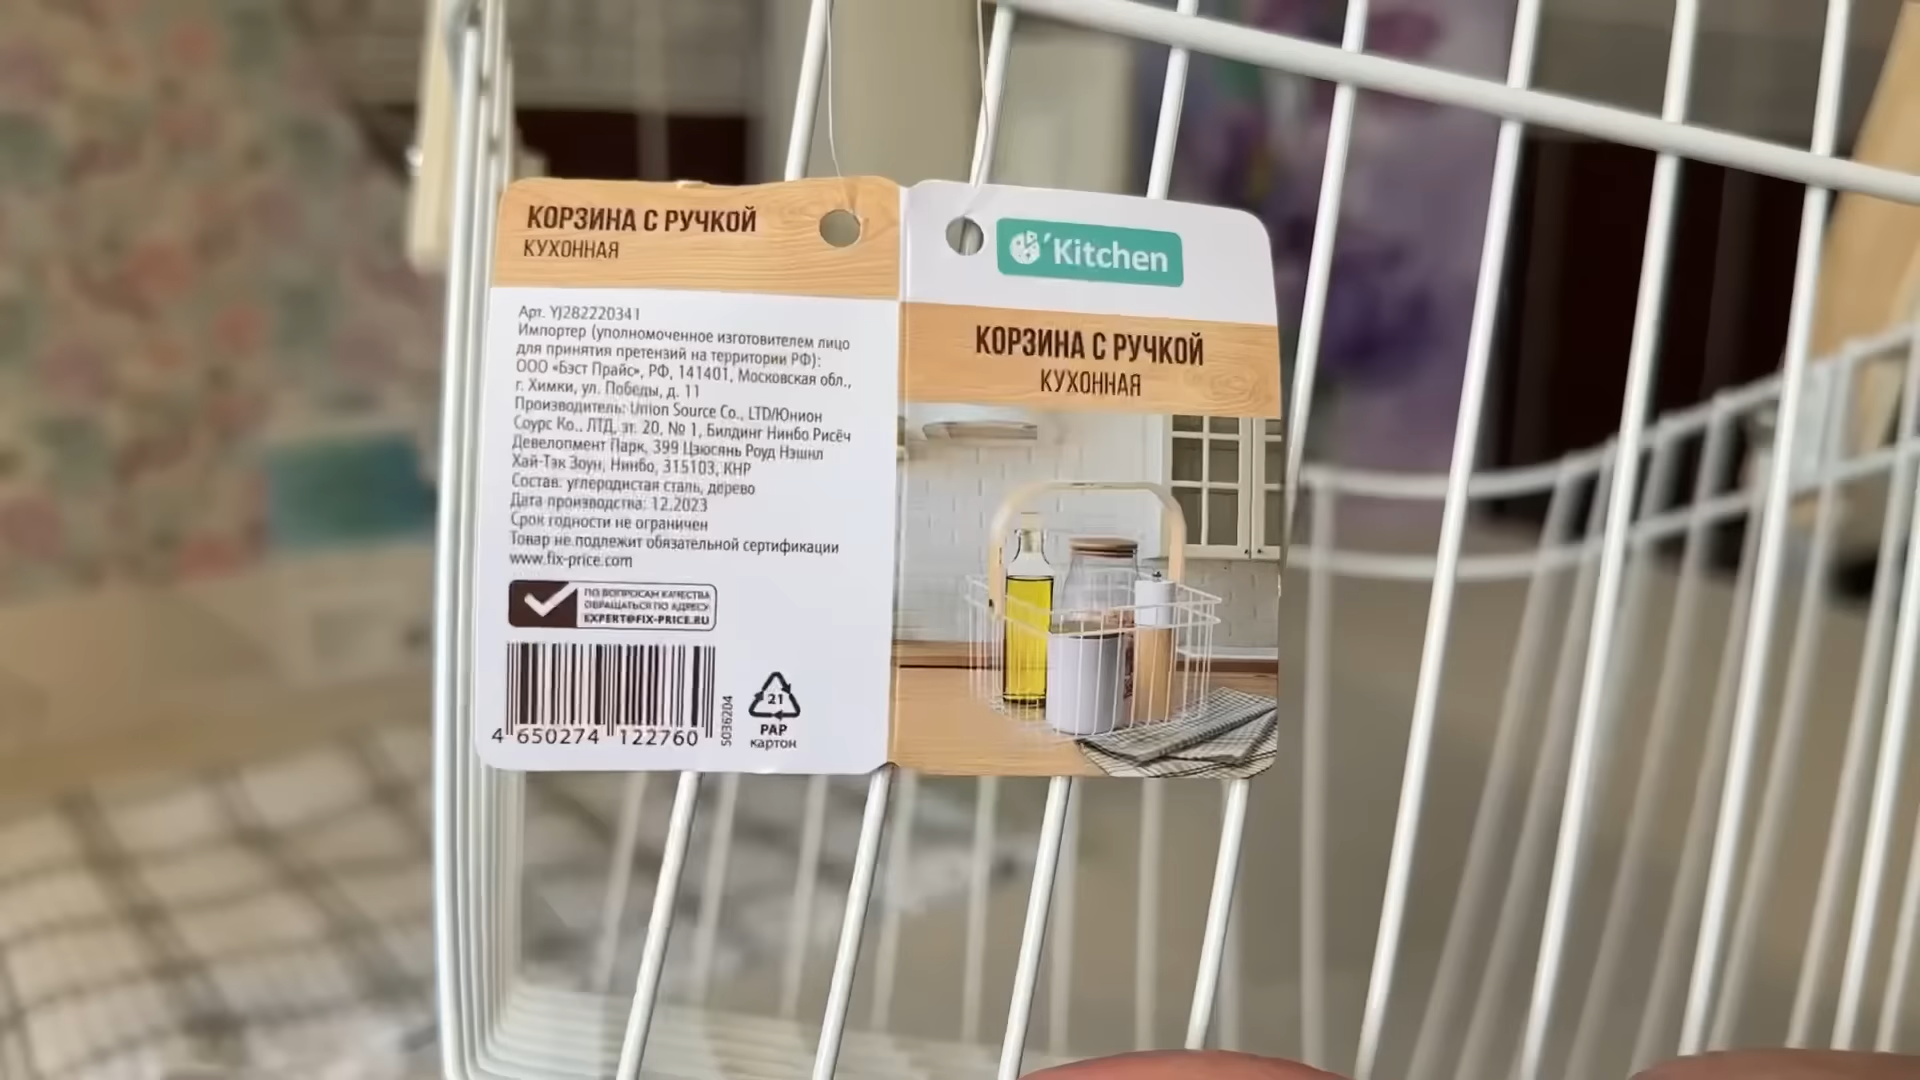 КОРЗИНА С РУЧКОЙ
КУХОННАЯ
Арт. YJ282220341
Импортер (уполномоченное изготовителем лицо
для принятия претензий на территории РФ):
ООО «Бэст Прайс», РФ, 141401, Московская обл.,
г. Химки, ул. Победы, д. 11
Производитель: Union Source Co., LTD/Юнион
Соурс Ко., ЛТД, эт. 20, № 1, Билдинг Нинбо Рисёч
Девелопмент Парк, 399 Цзюсянь Роуд Нэшнл
Хай-Тэк Зоун, Нинбо, 315103, КНР
Состав: углеродистая сталь, дерево
Дата производства: 12.2023
Срок годности не ограничен
Товар не подлежит обязательной сертификации
www.fix-price.com
ПО ВОПРОСАМ КАЧЕСТВА
ОБРАЩАТЬСЯ ПО АДРЕСУ:
EXPERT@FIX-PRICE.RU
4 650274 122760
5036204
21
PAP
картон
Kitchen
КОРЗИНА С РУЧКОЙ
КУХОННАЯ